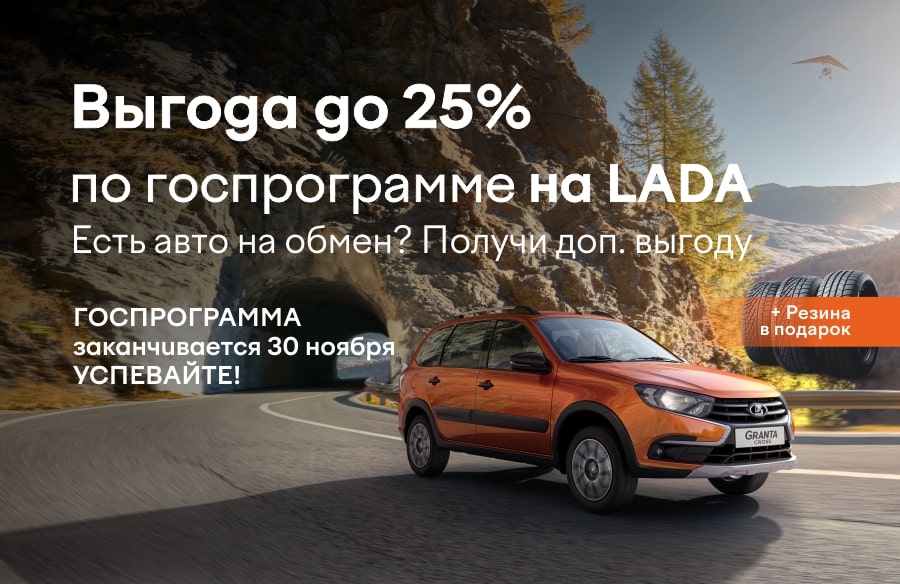 Выгода до 25%
по госпрограмме на LADA
Есть авто на обмен? Получи доп. выгоду
ГОСПРОГРАММА
заканчивается 30 ноября
УСПЕВАЙТЕ!
+ Резина
в подарок
GRANTA
CROSS